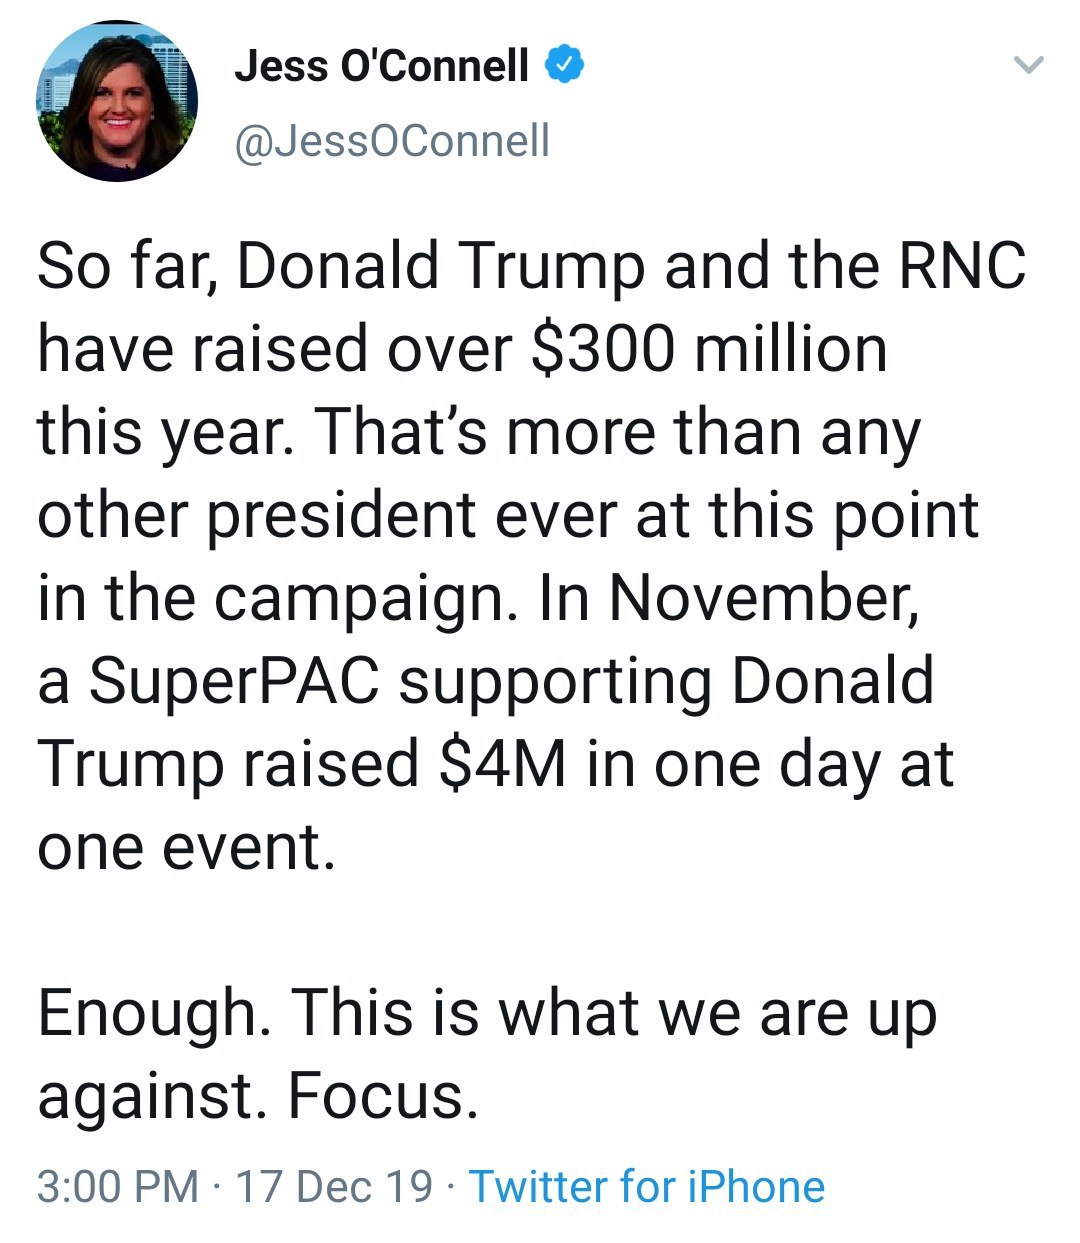 Jess O'Connell
@JessOConnell
So far, Donald Trump and the RNC
have raised over $300 million
this year. That’s more than any
other president ever at this point
in the campaign. In November,
a SuperPAC supporting Donald
Trump raised $4M in one day at
one event.
Enough. This is what we are up
against. Focus.
3:00 PM · 17 Dec 19 · Twitter for iPhone